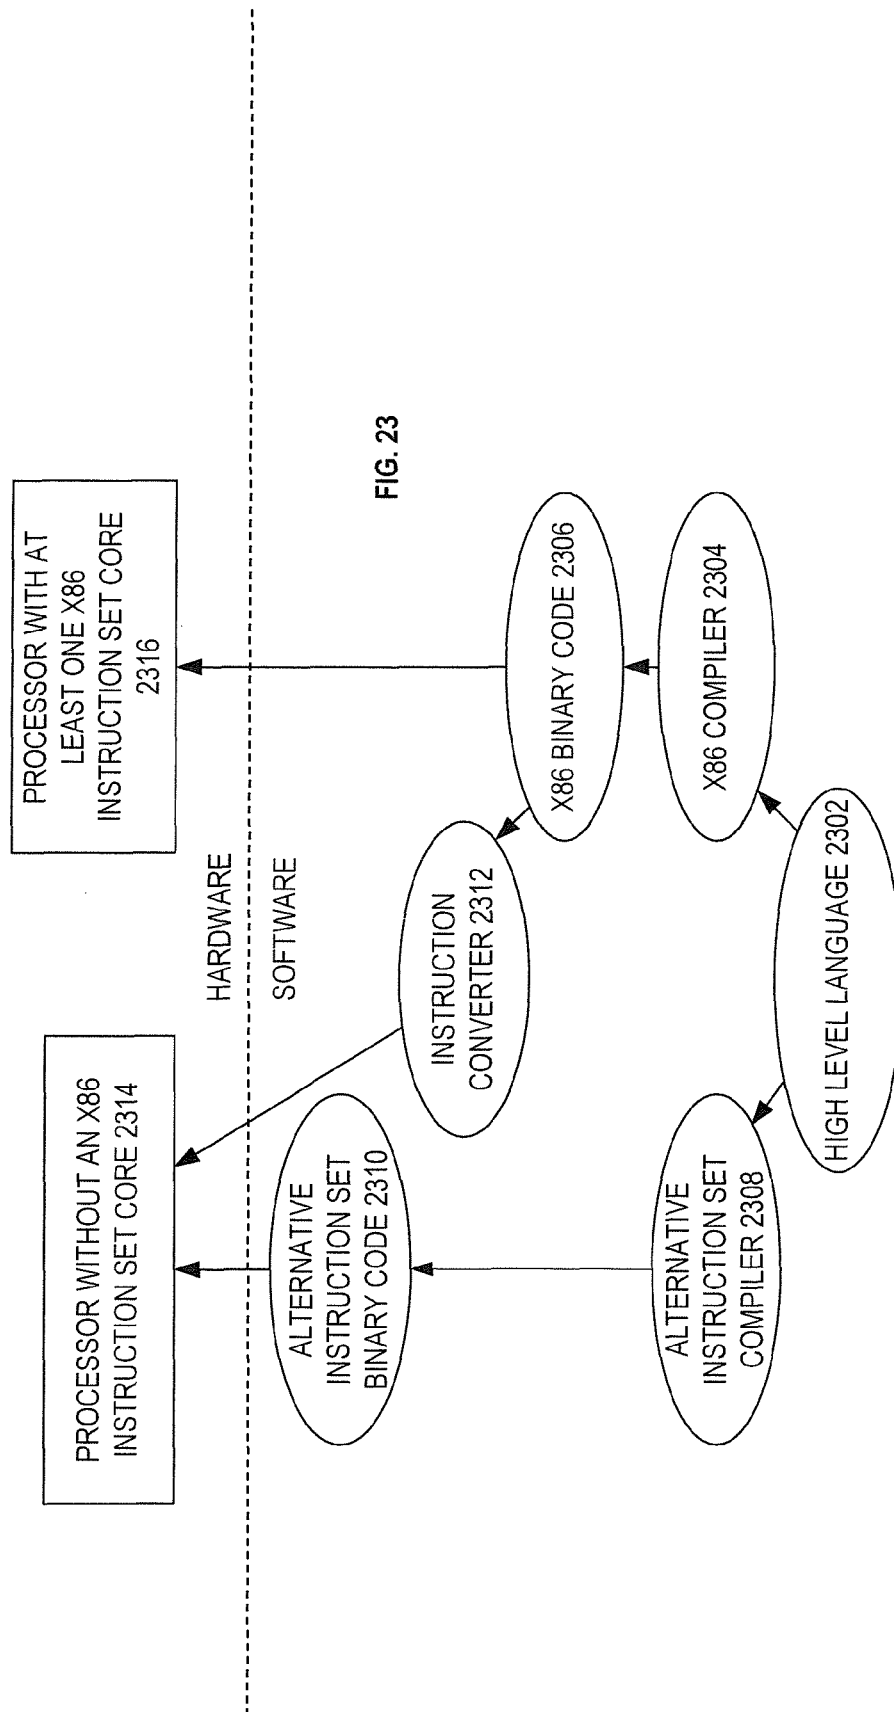 PROCESSOR WITHOUT AN X86
INSTRUCTION SET CORE 2314
PROCESSOR WITH AT
LEAST ONE X86
INSTRUCTION SET CORE
2316
HARDWARE
SOFTWARE
ALTERNATIVE
INSTRUCTION SET
BINARY CODE 2310
INSTRUCTION
CONVERTER 2312
FIG. 23
X86 BINARY CODE 2306
ALTERNATIVE
INSTRUCTION SET
COMPILER 2308
X86 COMPILER 2304
HIGH LEVEL LANGUAGE 2302